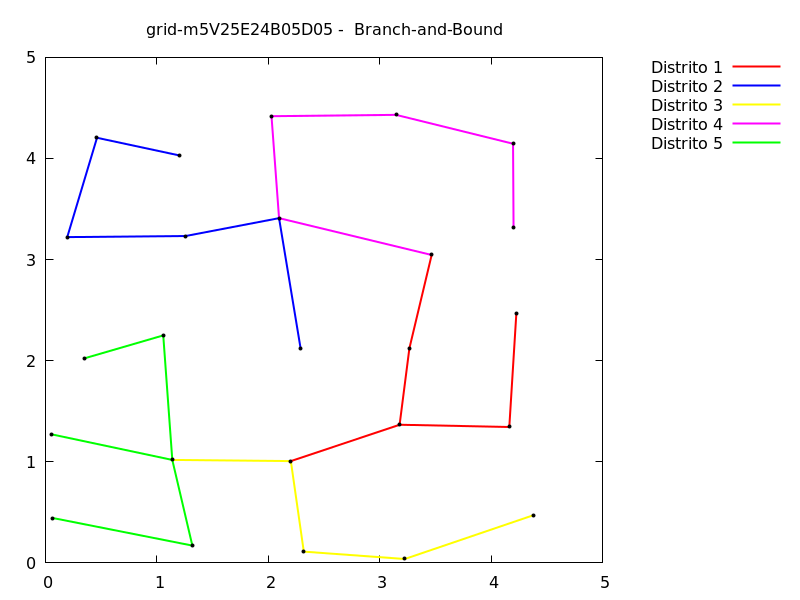 grid-m5V25E24B05D05 - Branch-and-Bound
Distrito 1
Distrito 2
Distrito 3
Distrito 4
Distrito 5
5
4
3
2
1
0
0 1 2 3 4 5